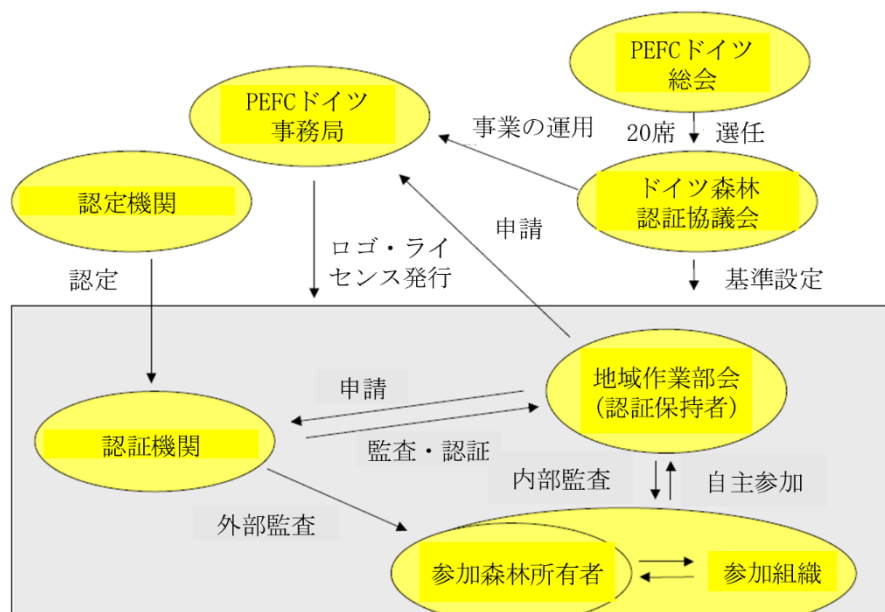 PEFCドイツ
総会
PEFCドイツ
事務局
事業の運用
20席 選任
認定機関
ドイツ森林
認証協議会
申請
認定
ロゴ・ライ
センス発行
基準設定
地域作業部会
(認証保持者)
申請
認証機関
監査・認証
内部監査
自主参加
外部監査
参加森林所有者
参加組織